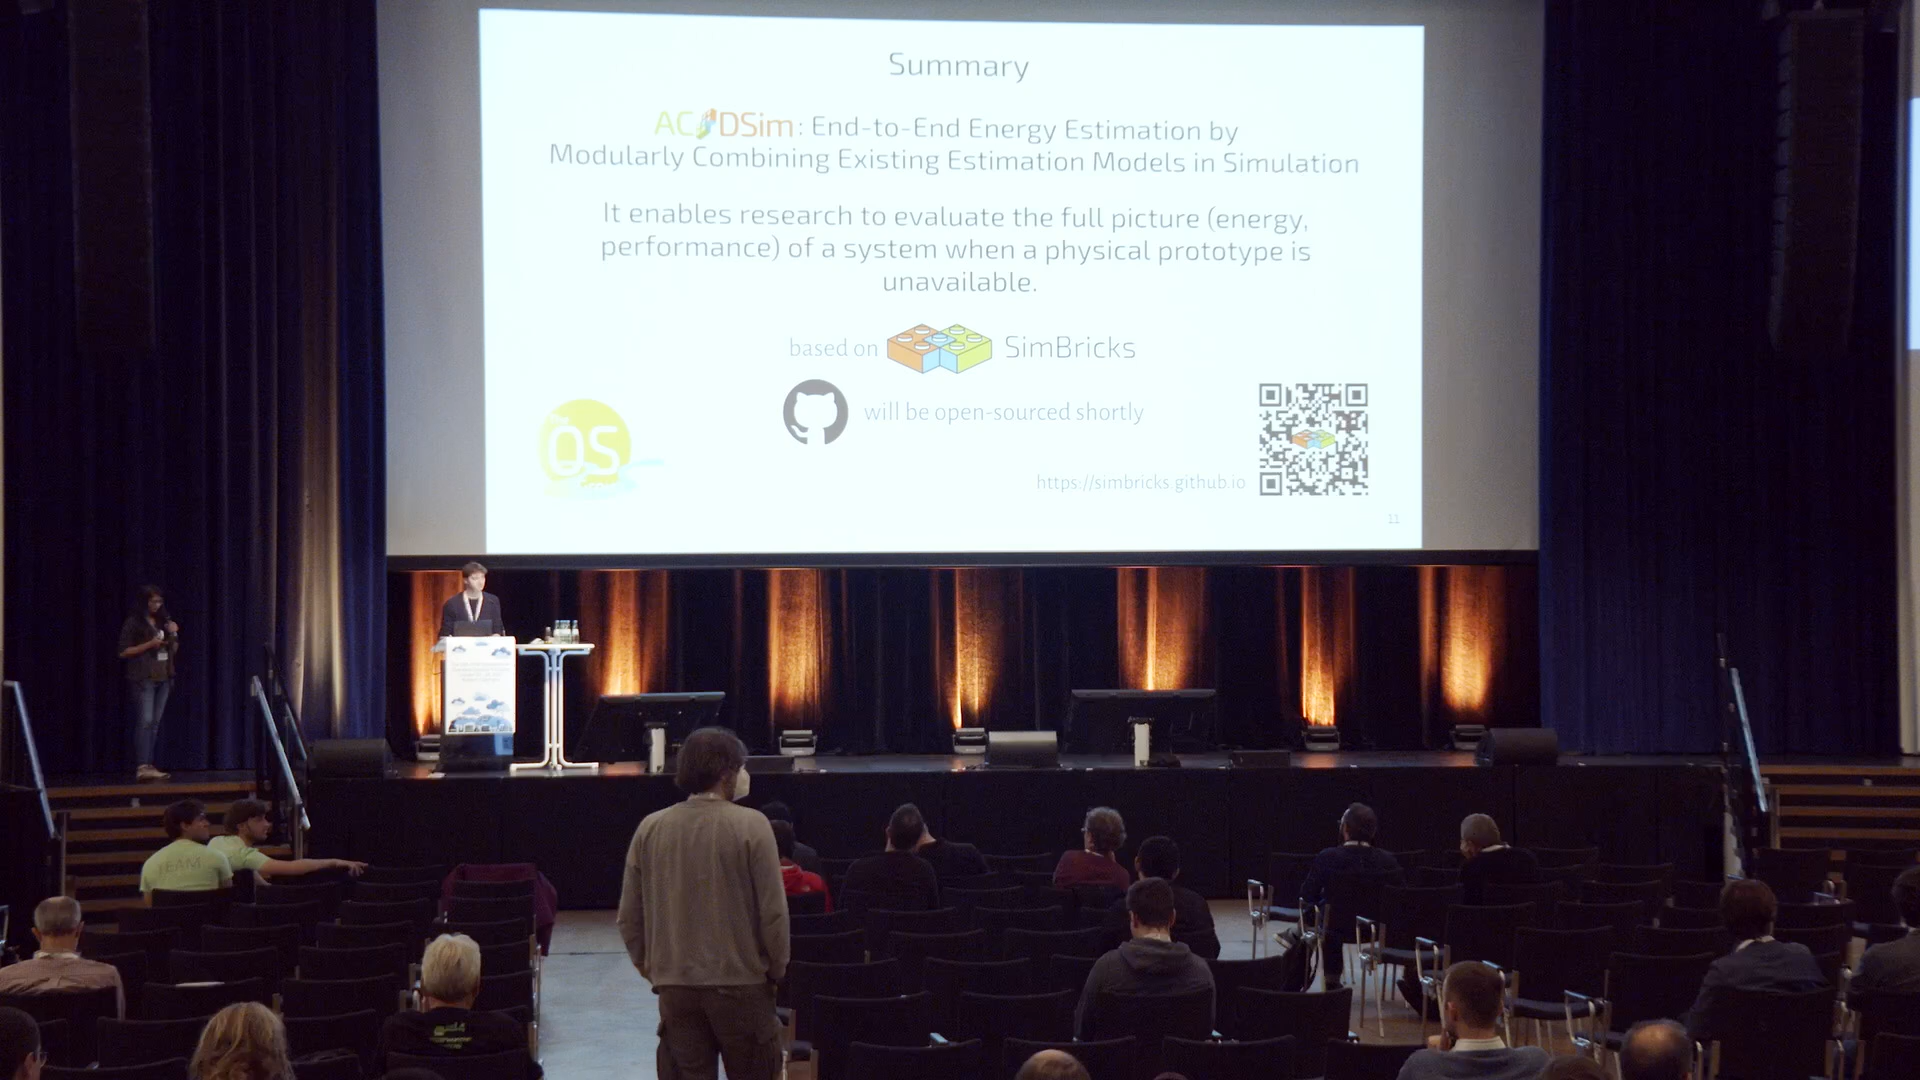 Summary
AC DSim: End-to-End Energy Estimation by
Modularly Combining Existing Estimation Models in Simulation
It enables research to evaluate the full picture (energy,
performance) of a system when a physical prototype is
unavailable.
based on SimBricks
will be open-sourced shortly
OS
https://simbricks.github.io
11
TEAM